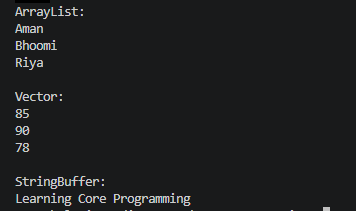 ArrayList:
Aman
Bhoomi
Riya
Vector:
85
90
78
StringBuffer:
Learning Core Programming